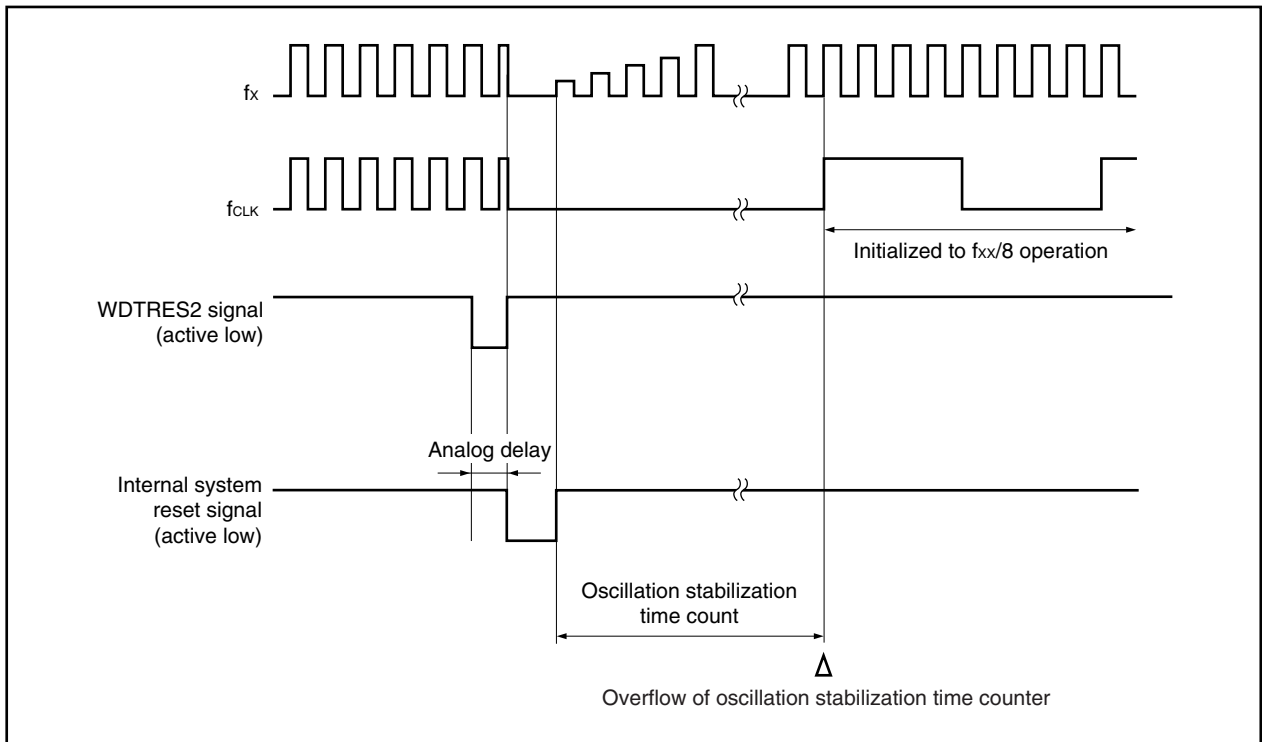 fX
fCLK
Initialized to fXX/8 operation
WDTRES2 signal
(active low)
Analog delay
Internal system
reset signal
(active low)
Oscillation stabilization
time count
Overflow of oscillation stabilization time counter